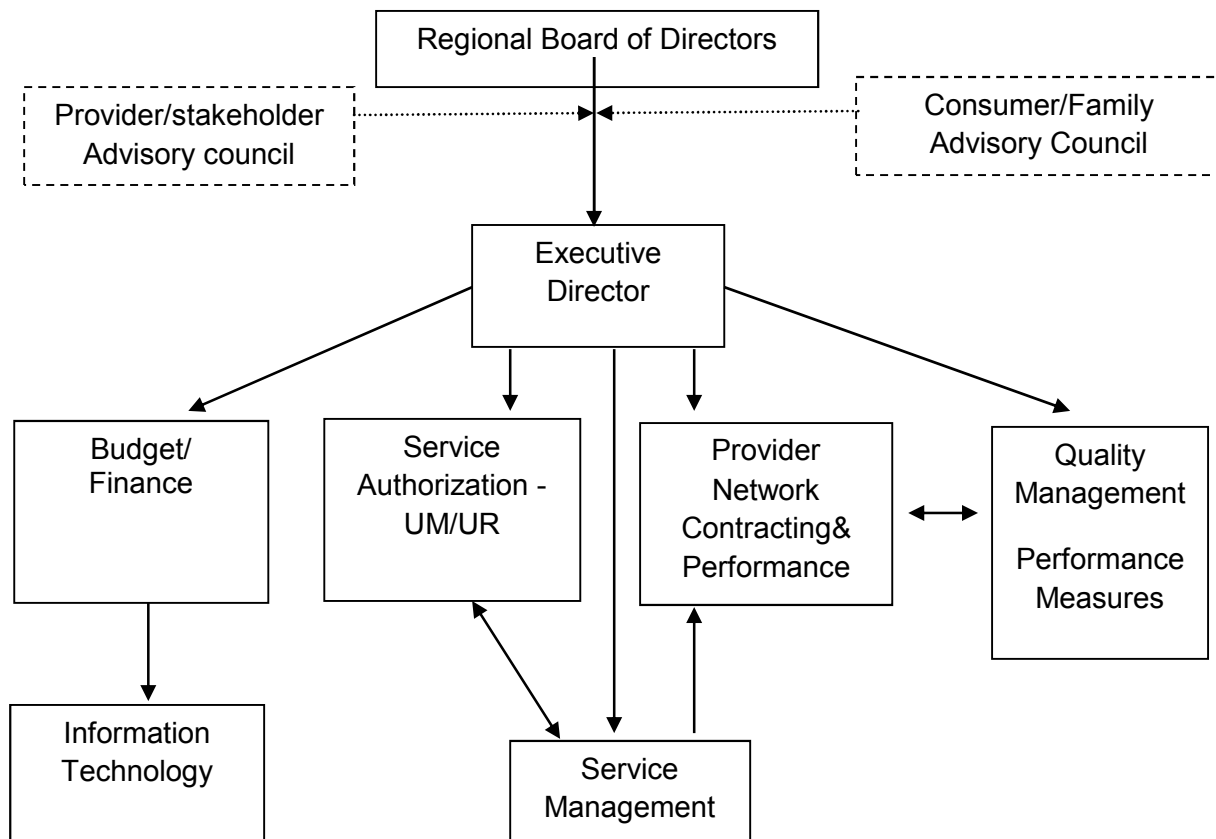 Regional Board of Directors
Provider/stakeholder
Advisory council
Consumer/Family
Advisory Council
Executive
Director
Budget/
Finance
Service
Authorization -
UM/UR
Provider
Network
Contracting&
Performance
Quality
Management
Performance
Measures
Information
Technology
Service
Management